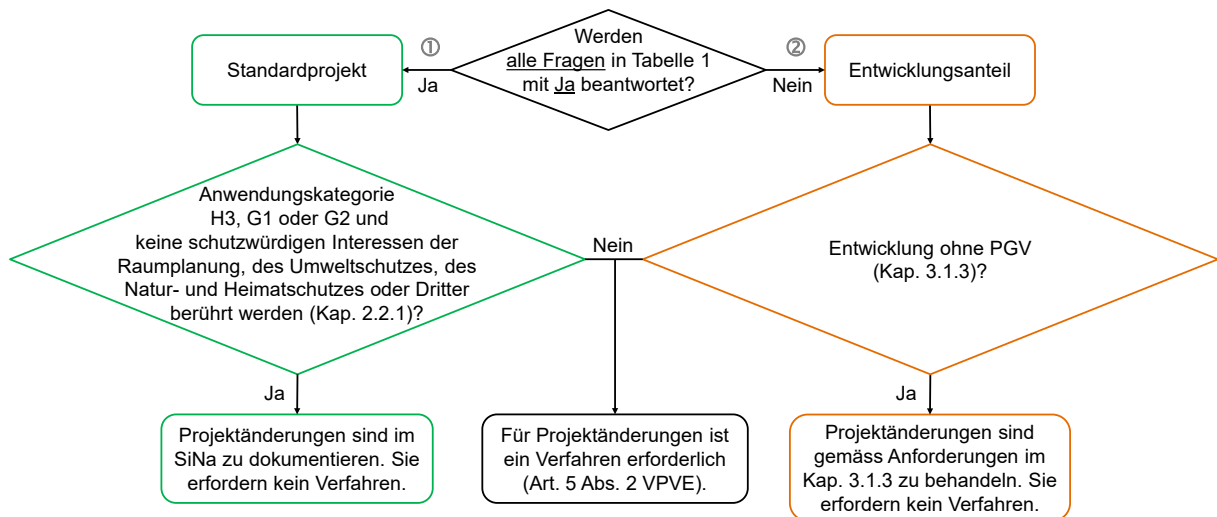 Werden
alle Fragen in Tabelle 1
mit Ja beantwortet?
①
Ja
Standardprojekt
②
Nein
Entwicklungsanteil
Anwendungskategorie
H3, G1 oder G2 und
keine schutzwürdigen Interessen der
Raumplanung, des Umweltschutzes, des
Natur- und Heimatschutzes oder Dritter
berührt werden (Kap. 2.2.1)?
Nein
Entwicklung ohne PGV
(Kap. 3.1.3)?
Ja
Projektänderungen sind im
SiNa zu dokumentieren. Sie
erfordern kein Verfahren.
Für Projektänderungen ist
ein Verfahren erforderlich
(Art. 5 Abs. 2 VPVE).
Ja
Projektänderungen sind
gemäss Anforderungen im
Kap. 3.1.3 zu behandeln. Sie
erfordern kein Verfahren.